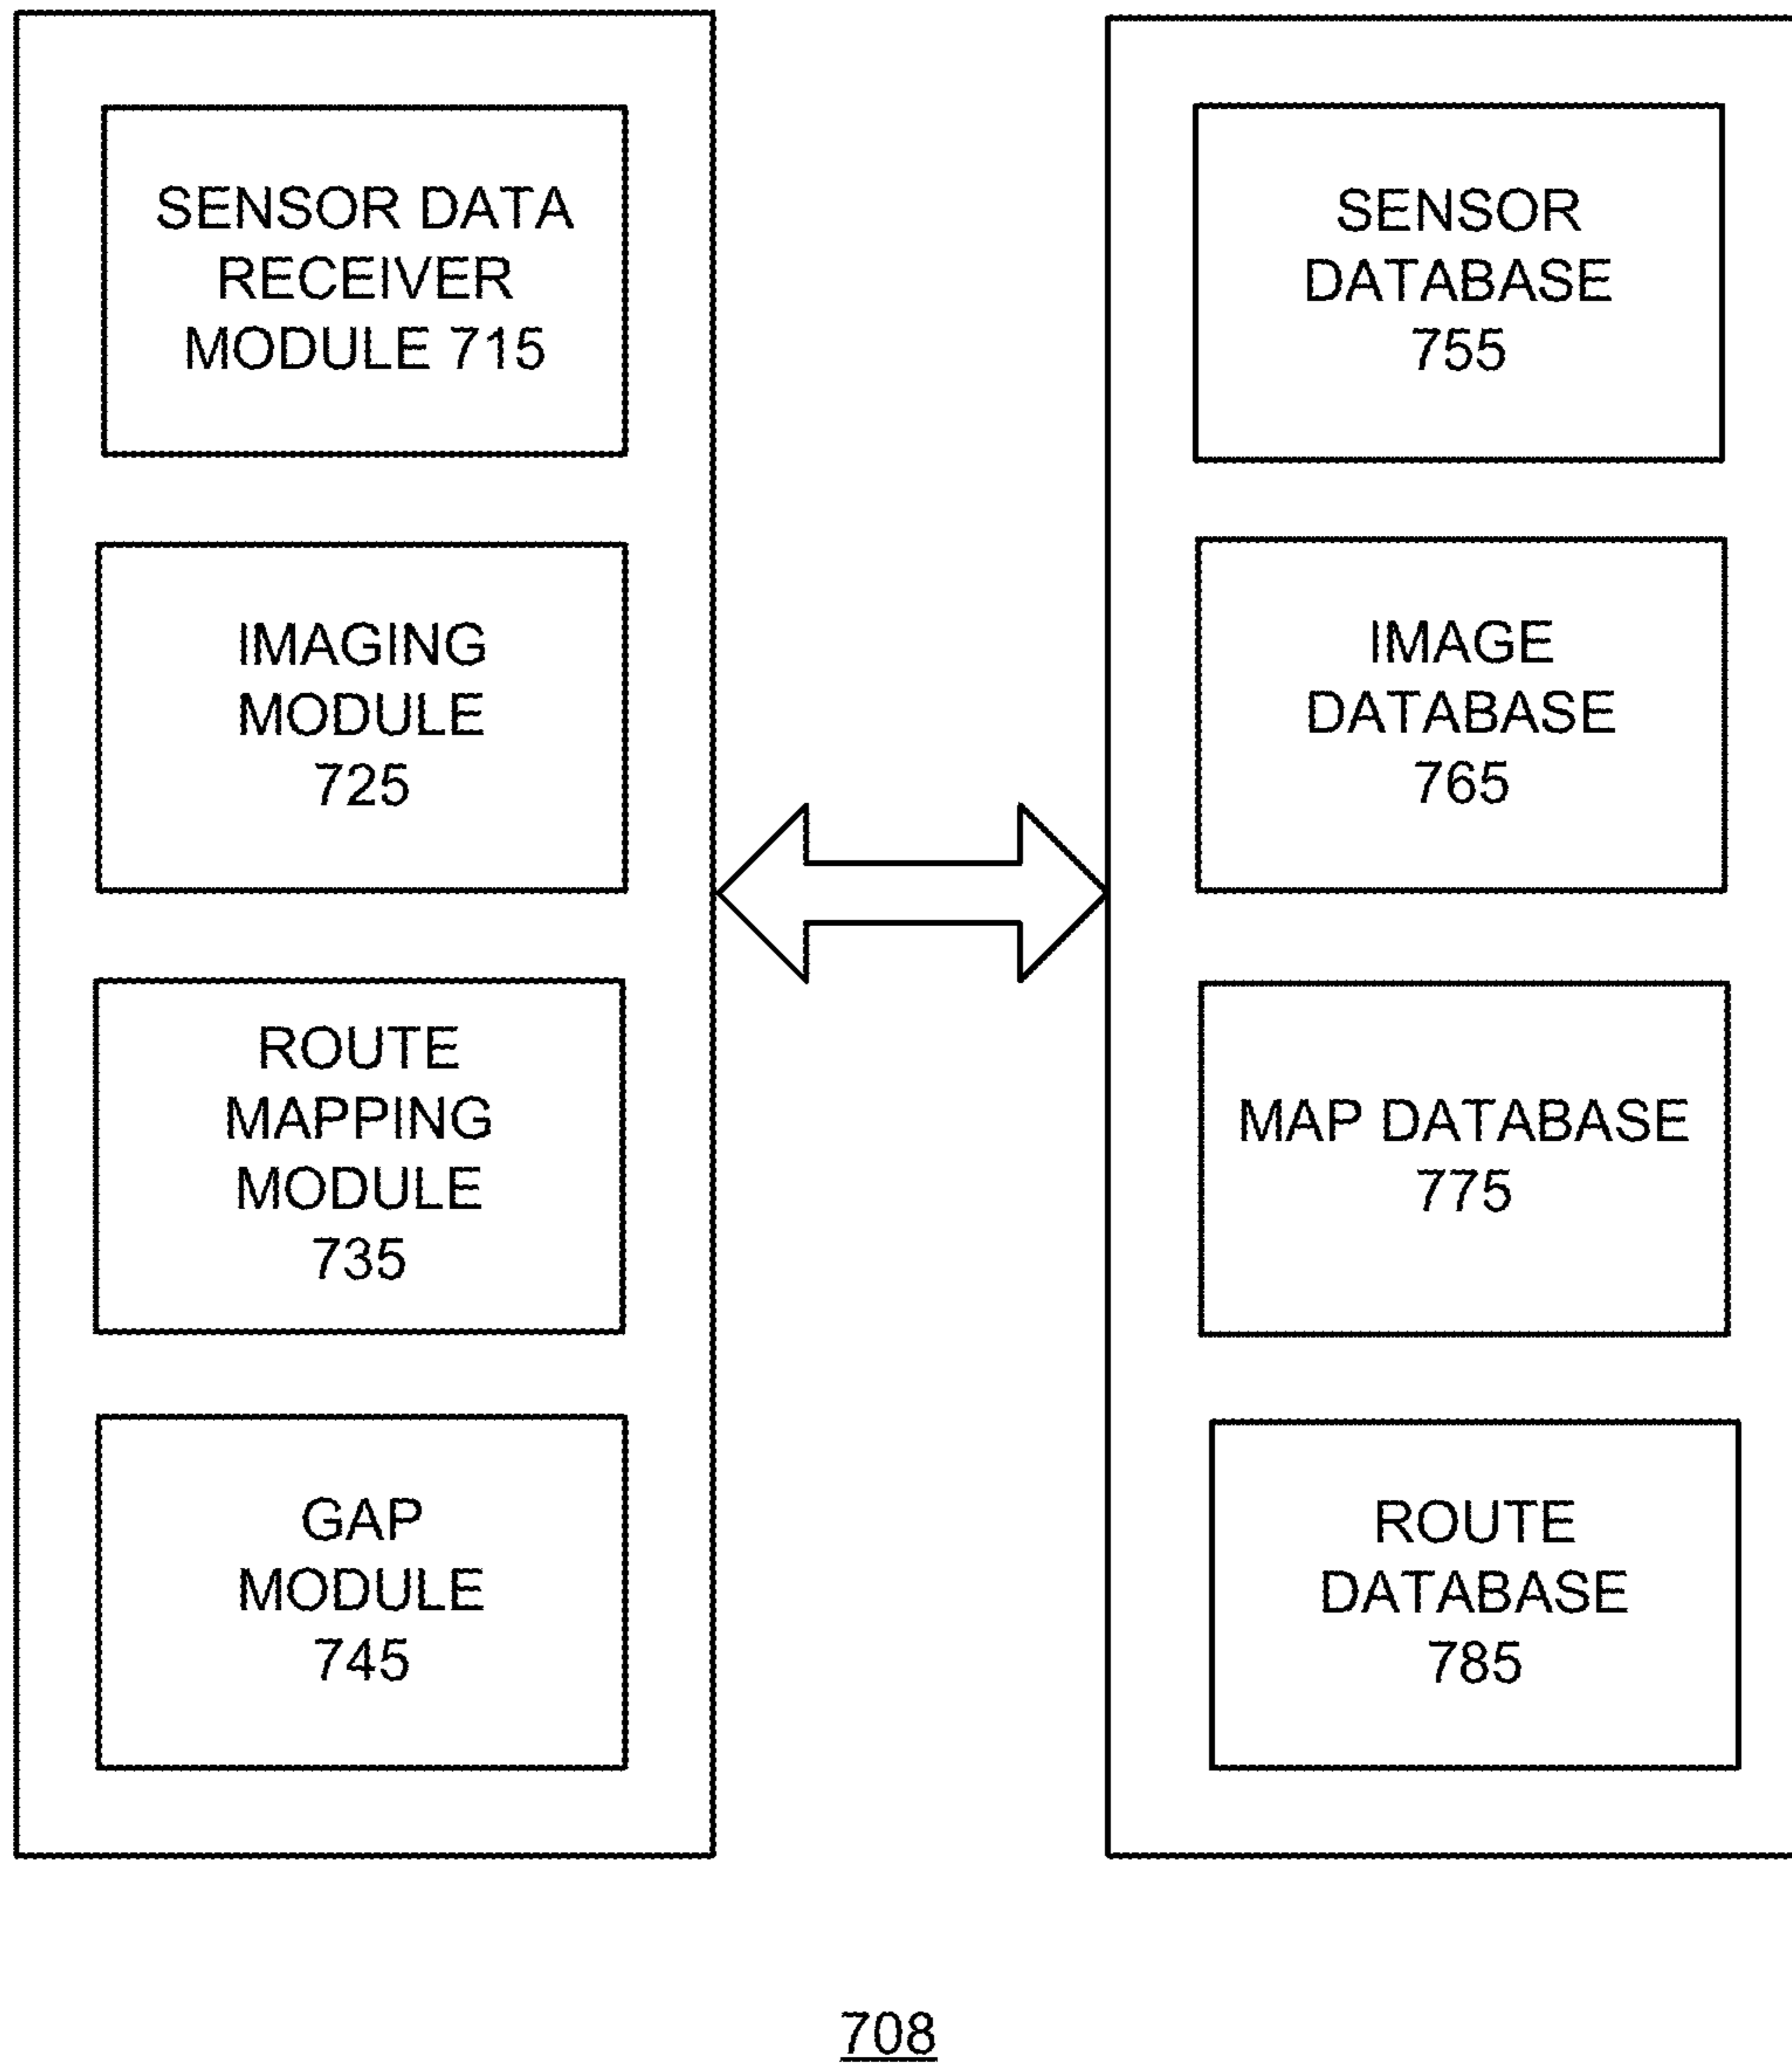 SENSOR DATA
RECEIVER
MODULE 715
IMAGING
MODULE
725
ROUTE
MAPPING
MODULE
735
GAP
MODULE
745
SENSOR
DATABASE
755
IMAGE
DATABASE
765
MAP DATABASE
775
ROUTE
DATABASE
785
708